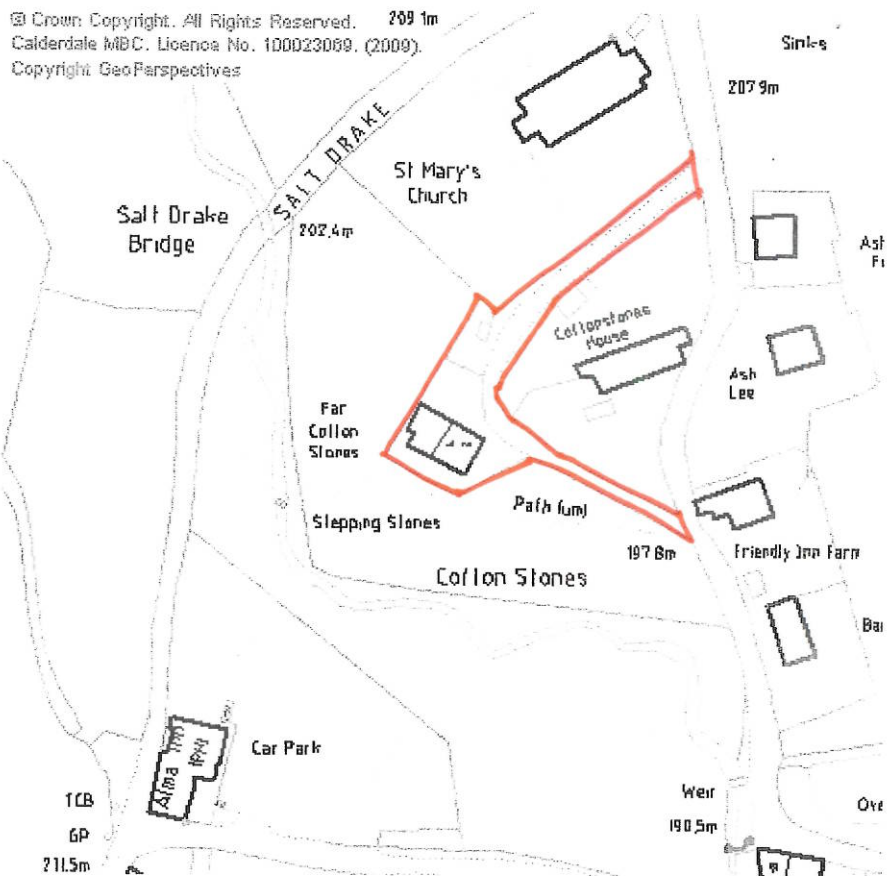 © Crown Copyright. All Rights Reserved.
209.1m
Calderdale MBC. Licence No. 100023069. (2009).
Copyright GeoPerspectives
Sinks
207.9m
SALT DRAKE
St Mary's
Church
Salt Drake
Bridge
202.4m
Ash
Cottonstones
House
Ash
Lee
Far
Cotton
Stones
Path (um)
Stepping Stones
197.8m
Friendly Inn Farm
Cotton Stones
Car Park
Alma
Inn
TCB
Weir
GP
190.5m
211.5m